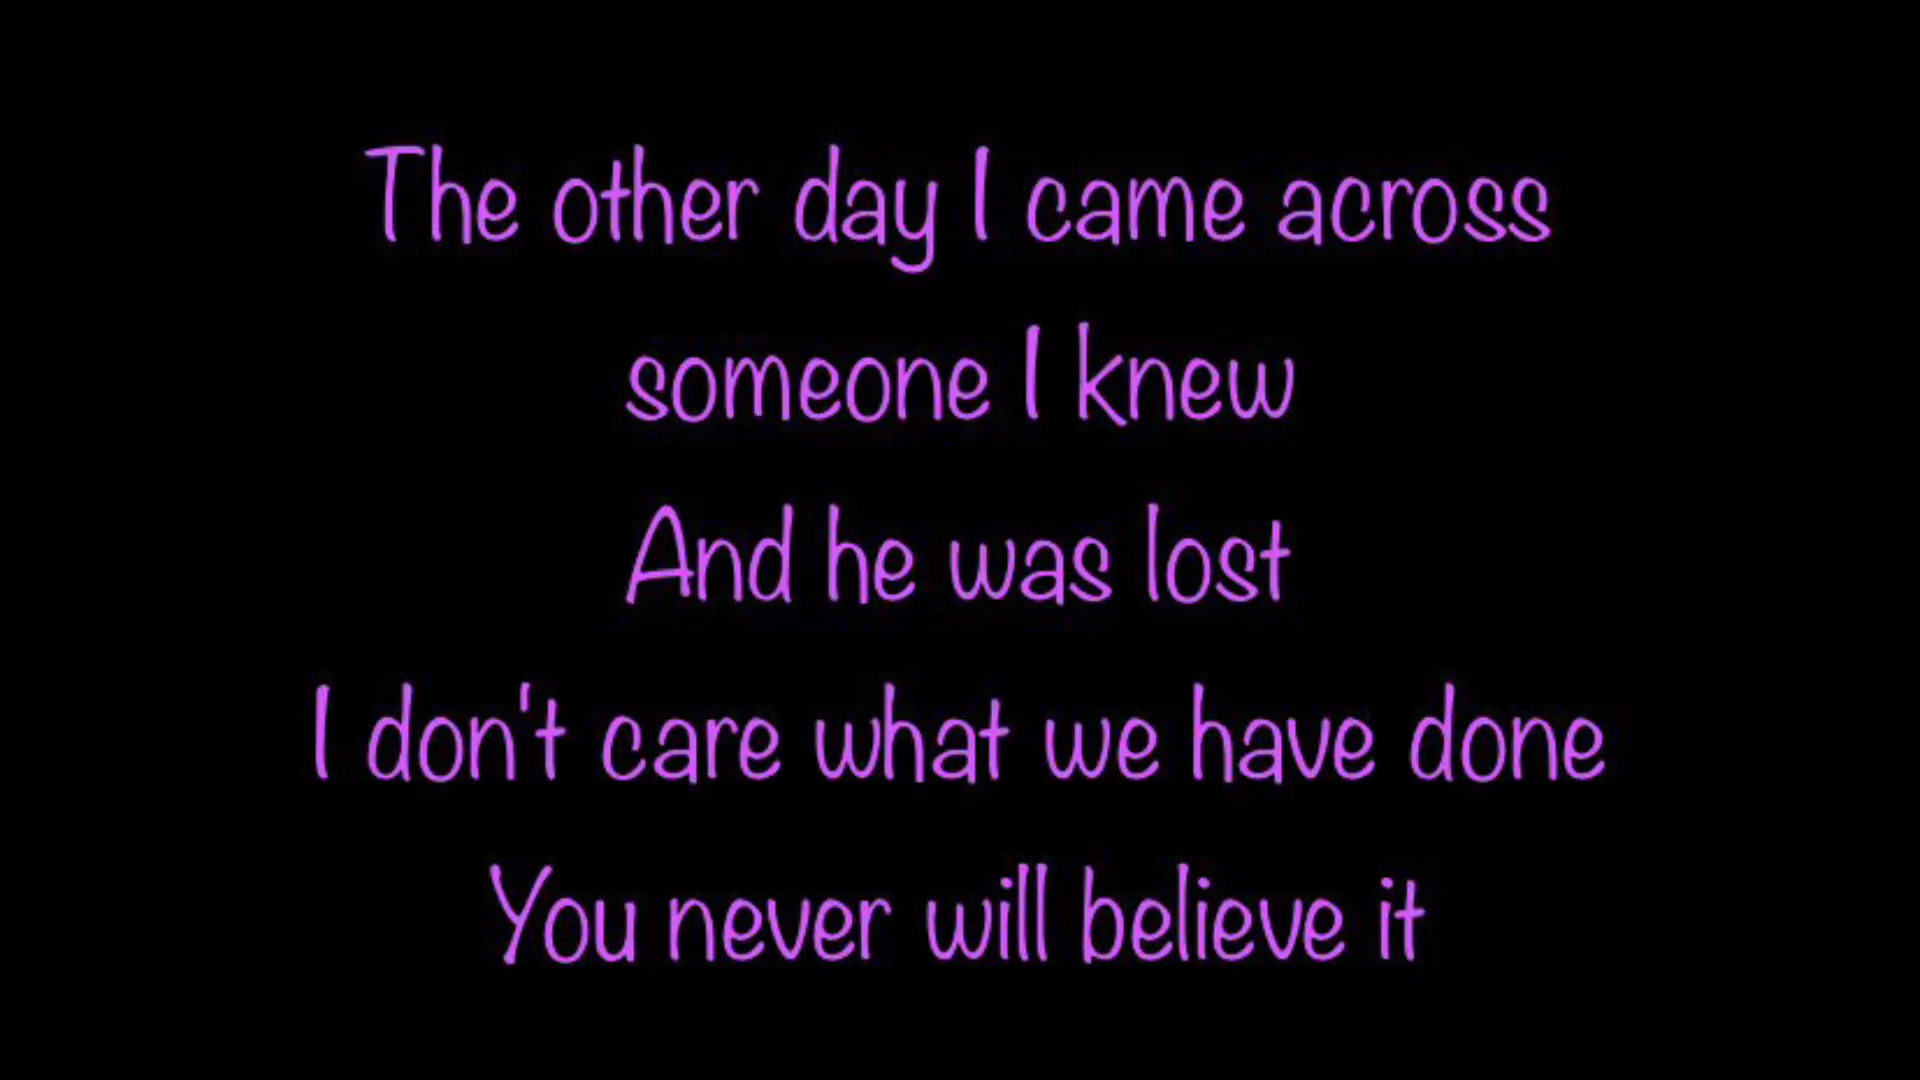 The other day I came across
someone I knew
And he was lost
I don't care what we have done
You never will believe it